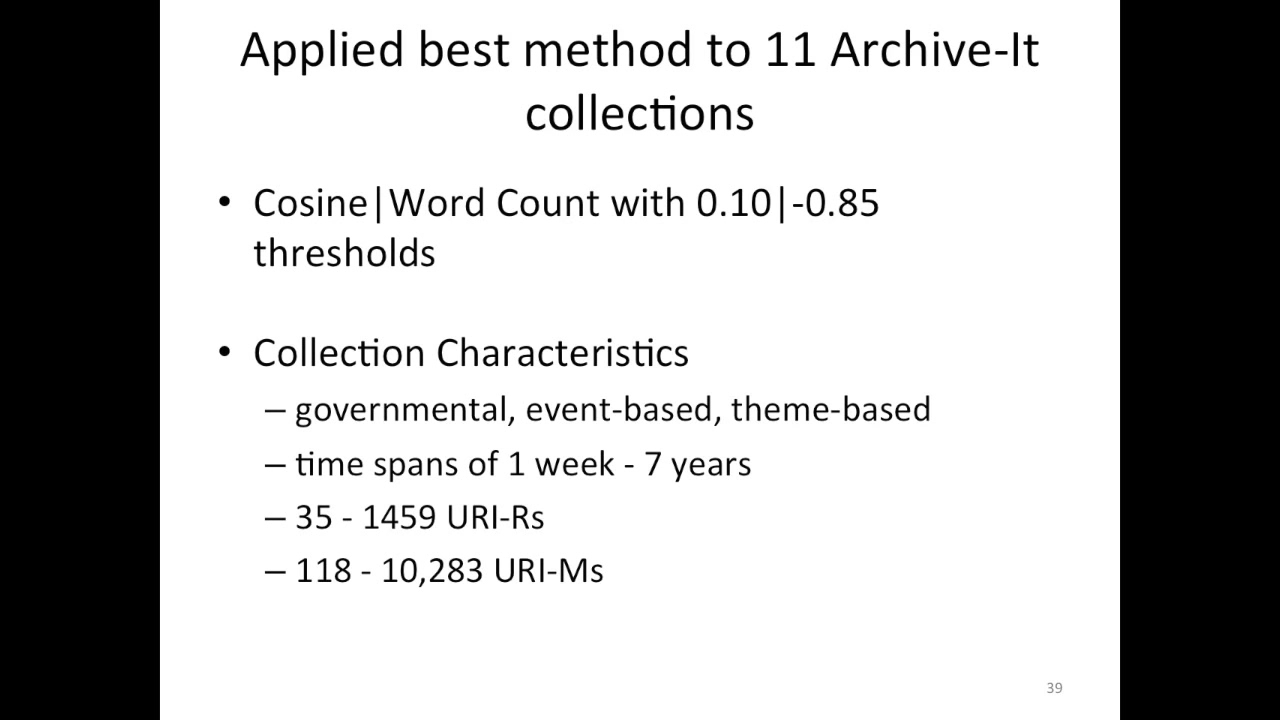 Applied best method to 11 Archive-It
collections
• Cosine|Word Count with 0.10|-0.85
thresholds
• Collection Characteristics
– governmental, event-based, theme-based
– time spans of 1 week - 7 years
– 35 - 1459 URI-Rs
– 118 - 10,283 URI-Ms
39